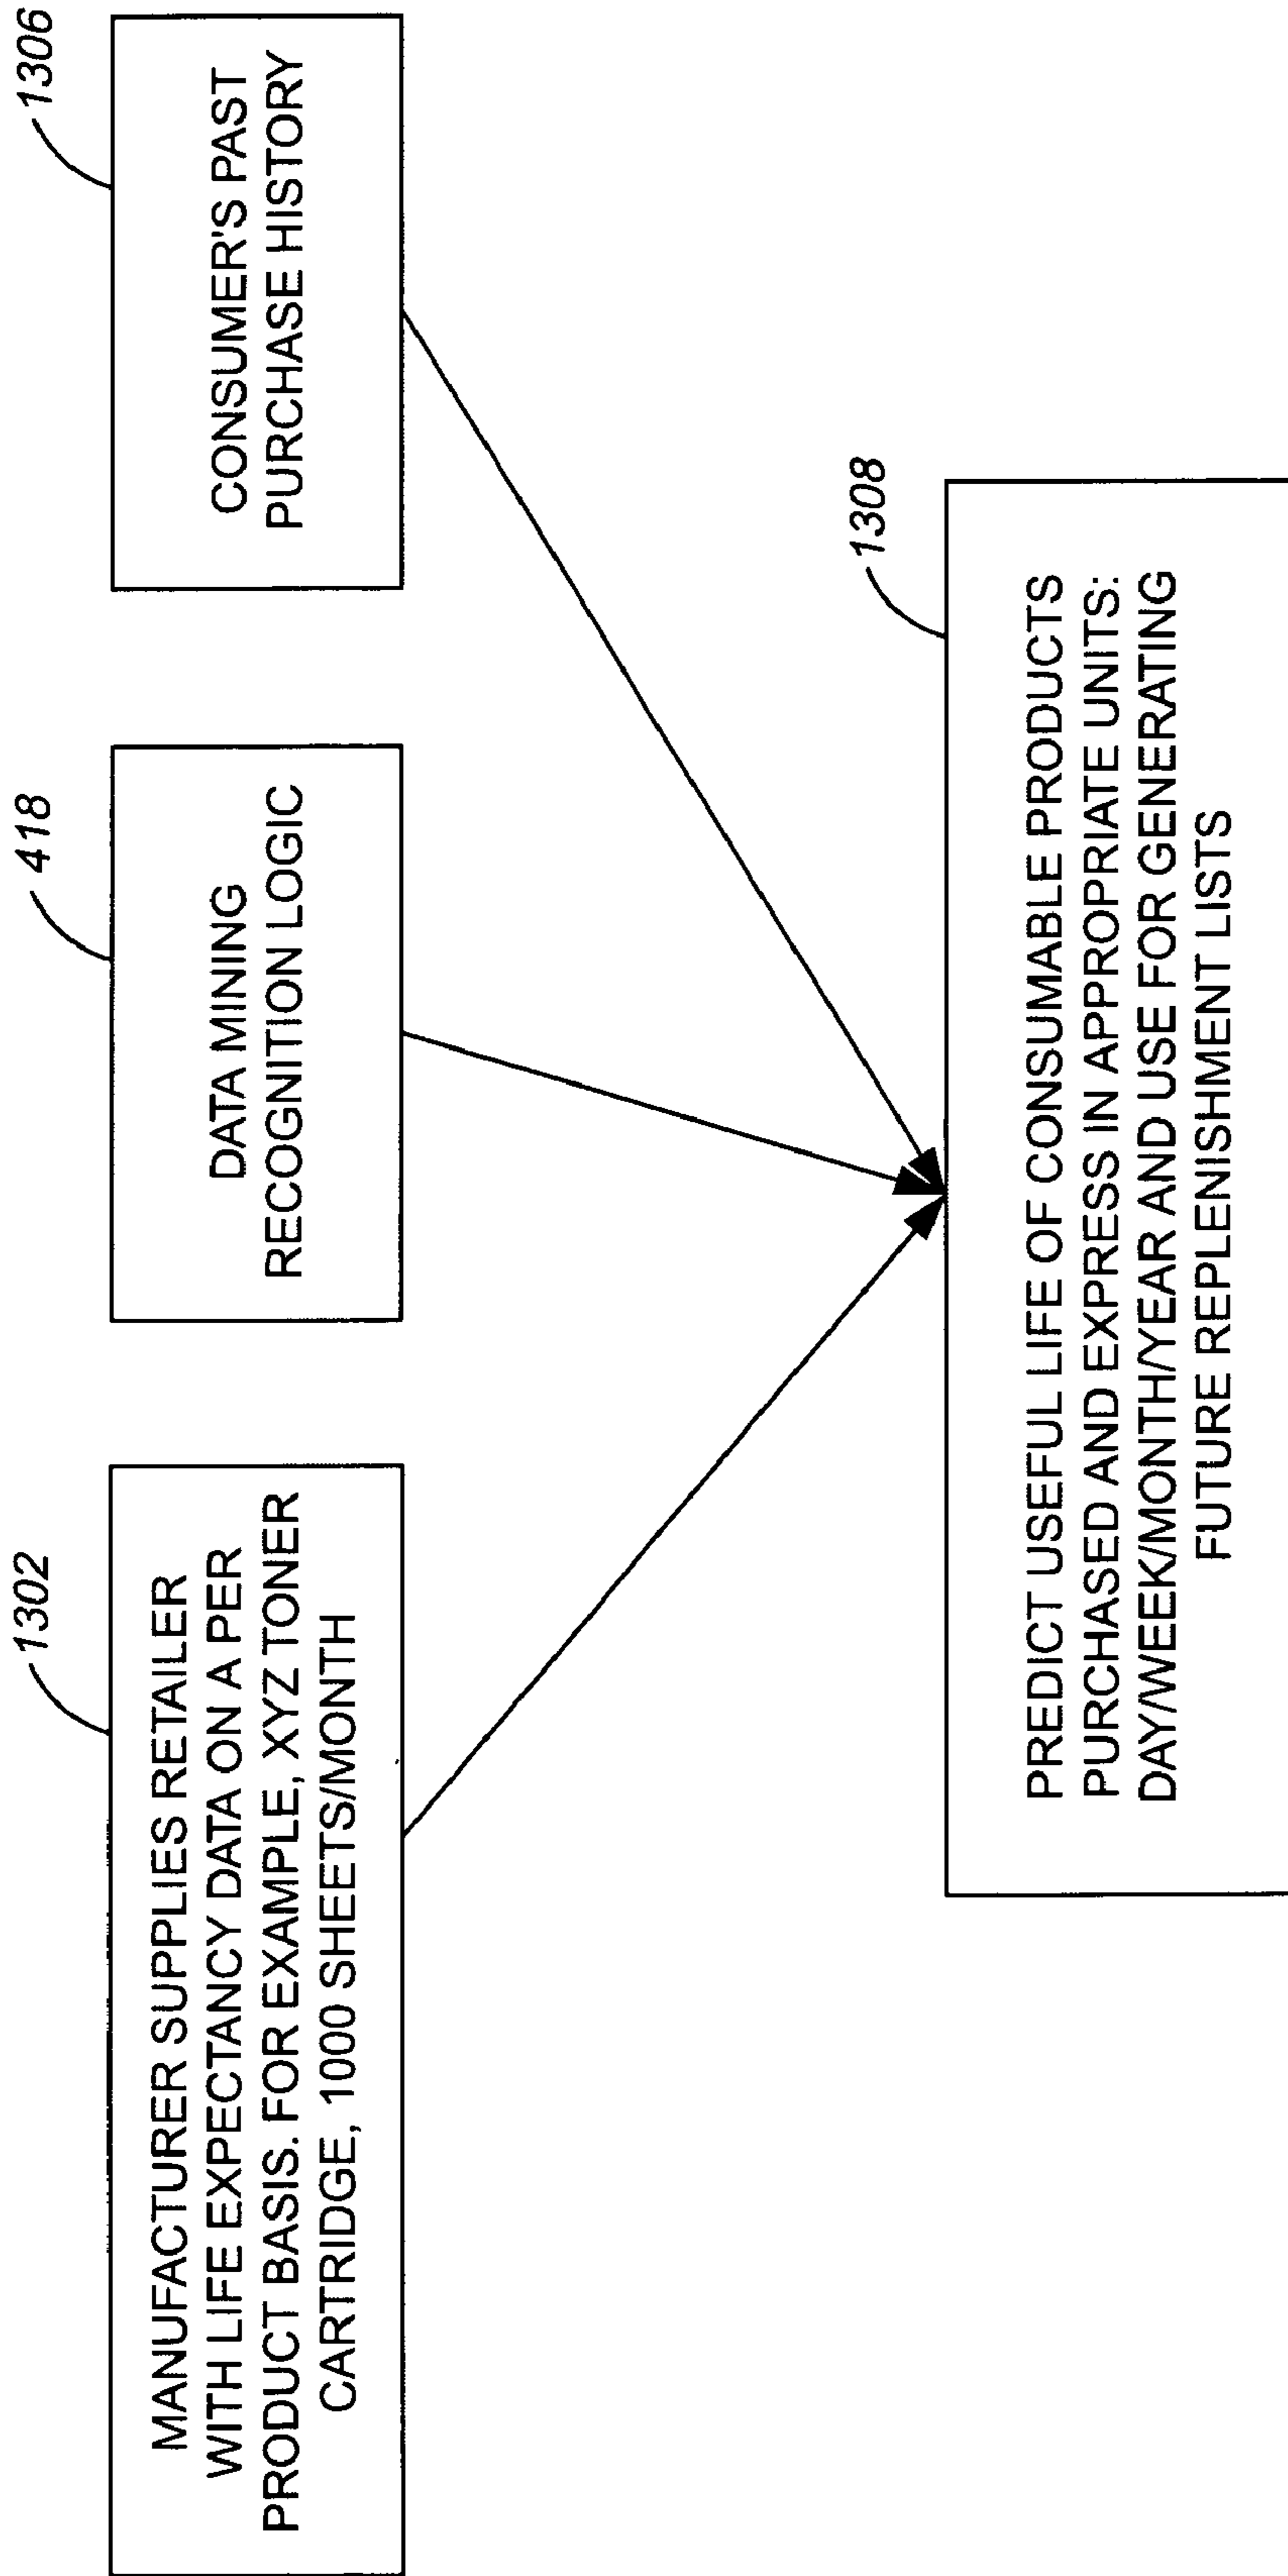 1302
MANUFACTURER SUPPLIES RETAILER
WITH LIFE EXPECTANCY DATA ON A PER
PRODUCT BASIS. FOR EXAMPLE, XYZ TONER
CARTRIDGE, 1000 SHEETS/MONTH
418
DATA MINING
RECOGNITION LOGIC
1306
CONSUMER'S PAST
PURCHASE HISTORY
1308
PREDICT USEFUL LIFE OF CONSUMABLE PRODUCTS
PURCHASED AND EXPRESS IN APPROPRIATE UNITS:
DAY/WEEK/MONTH/YEAR AND USE FOR GENERATING
FUTURE REPLENISHMENT LISTS